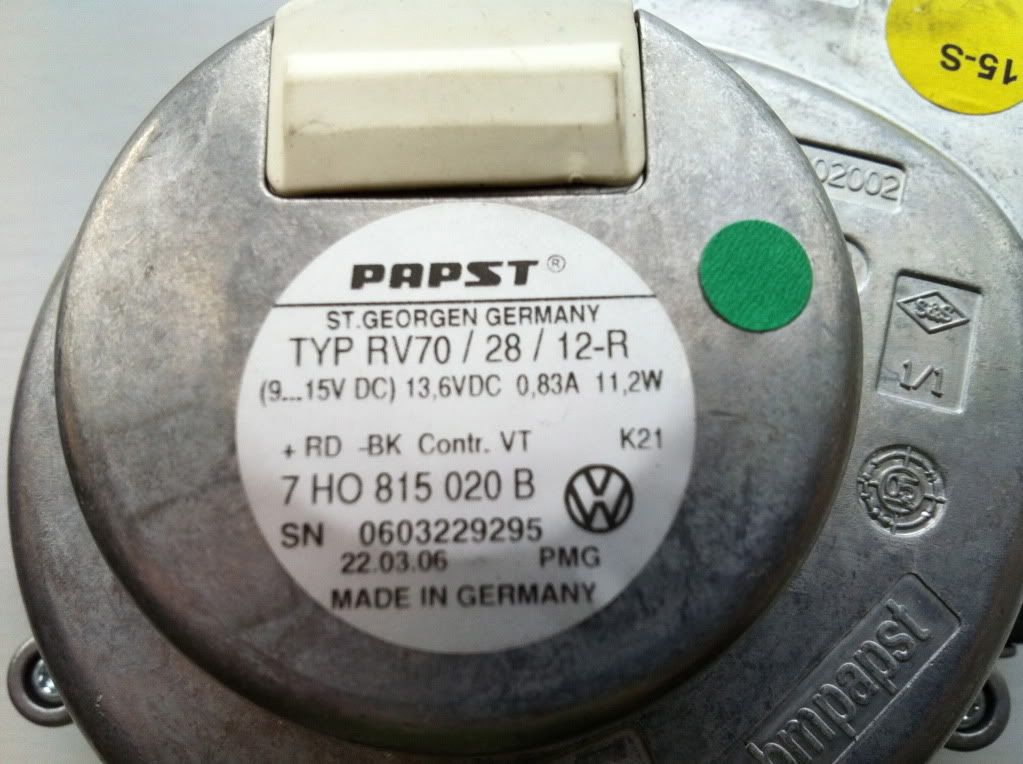 15-S
02002
S&S
1/1
05
PAPST®
ST.GEORGEN GERMANY
TYP RV70 / 28 / 12-R
(9....15V DC) 13,6VDC 0,83A 11,2W
+ RD -BK Contr. VT K21
7 HO 815 020 B
SN 0603229295
22.03.06 PMG
MADE IN GERMANY
bmpapst